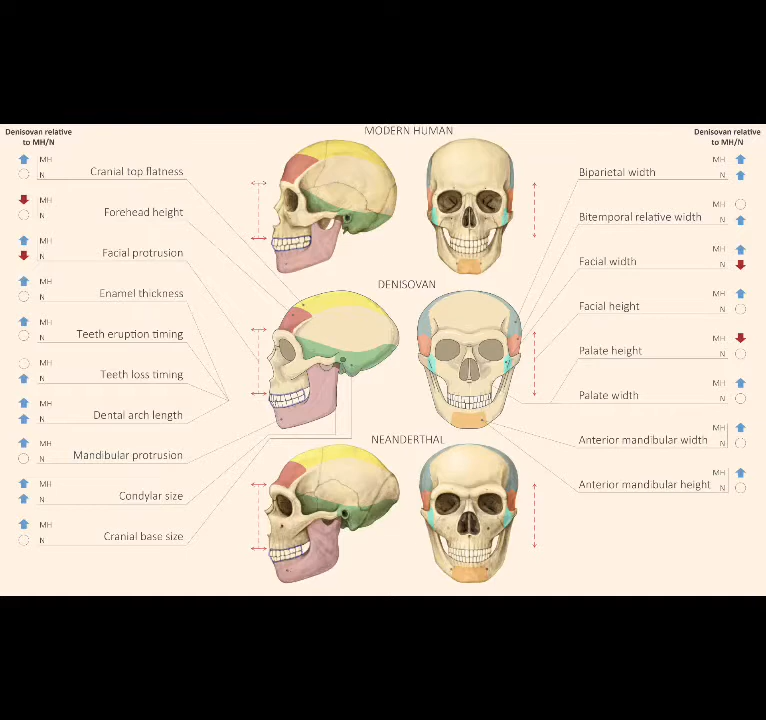 MODERN HUMAN
Denisovan relative
to MH/N
MH
N
Cranial top flatness
MH
N
Forehead height
MH
N
Facial protrusion
MH
N
Enamel thickness
MH
N
Teeth eruption timing
MH
N
Teeth loss timing
MH
N
Dental arch length
MH
N
Mandibular protrusion
MH
N
Condylar size
MH
N
Cranial base size
DENISOVAN
NEANDERTHAL
Denisovan relative
to MH/N
MH
Biparietal width
N
MH
Bitemporal relative width
N
MH
Facial width
N
MH
Facial height
N
MH
Palate height
N
MH
Palate width
N
MH
Anterior mandibular width
N
MH
Anterior mandibular height
N